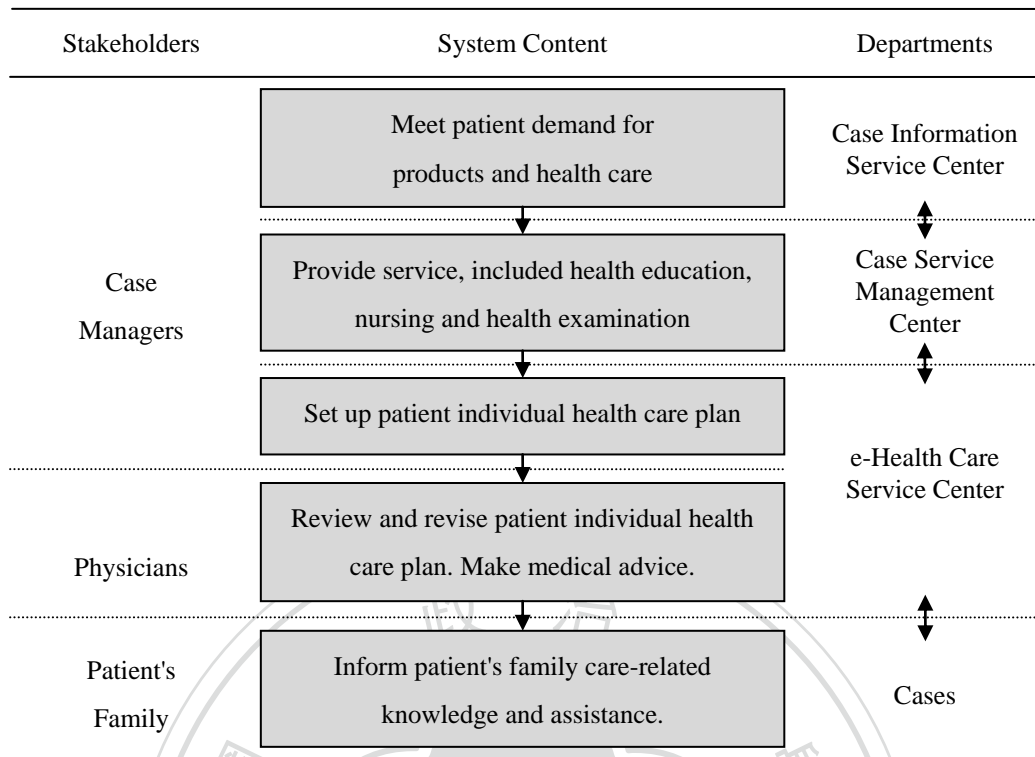 Stakeholders
System Content
Departments
Meet patient demand for
products and health care
Case Information
Service Center
Case
Managers
Provide service, included health education,
nursing and health examination
Case Service
Management
Center
Set up patient individual health care plan
e-Health Care
Service Center
Physicians
Review and revise patient individual health
care plan. Make medical advice.
Patient's
Family
Inform patient's family care-related
knowledge and assistance.
Cases
政 治